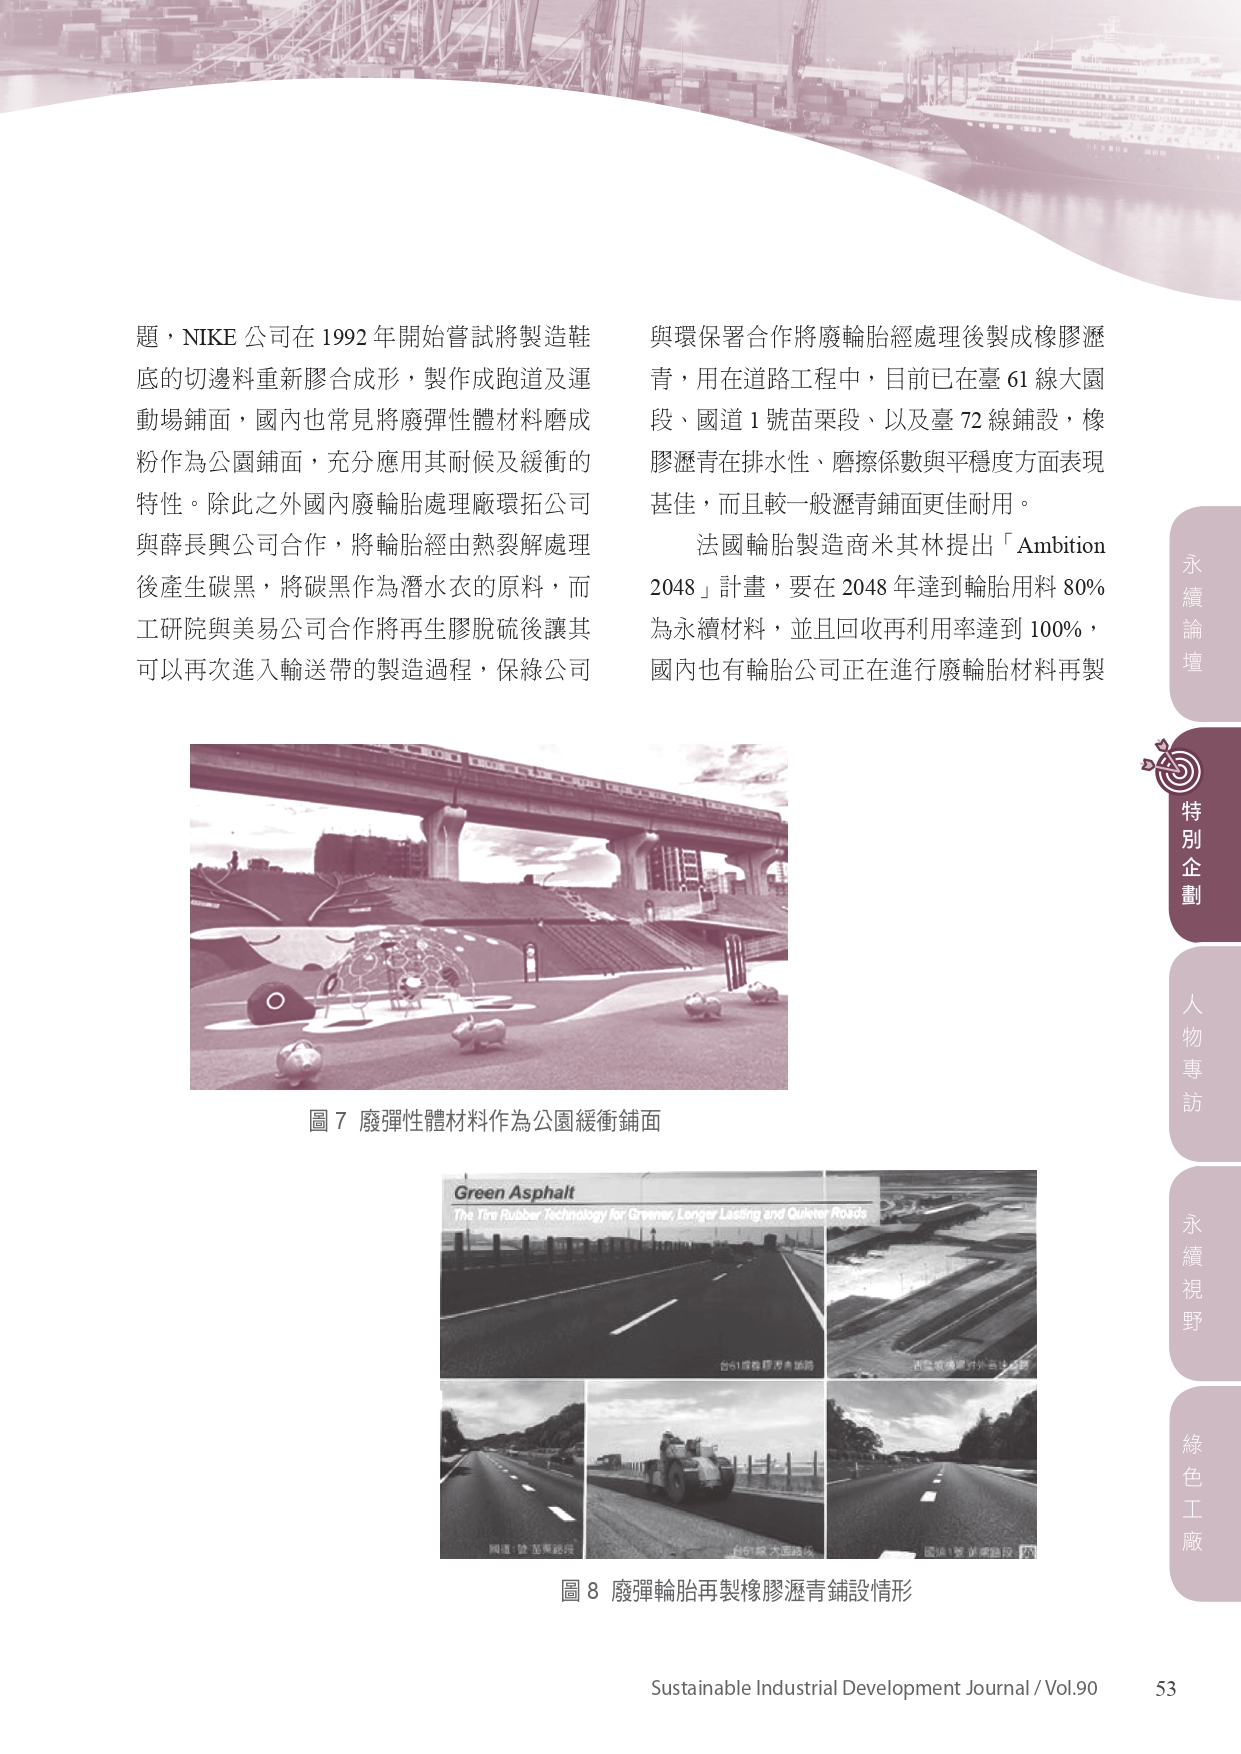 題，NIKE 公司在 1992 年開始嘗試將製造鞋
底的切邊料重新膠合成形，製作成跑道及運
動場鋪面，國內也常見將廢彈性體材料磨成
粉作為公園鋪面，充分應用其耐候及緩衝的
特性。除此之外國內廢輪胎處理廠環拓公司
與薛長興公司合作，將輪胎經由熱裂解處理
後產生碳黑，將碳黑作為潛水衣的原料，而
工研院與美易公司合作將再生膠脫硫後讓其
可以再次進入輸送帶的製造過程，保綠公司
與環保署合作將廢輪胎經處理後製成橡膠瀝
青，用在道路工程中，目前已在臺 61 線大園
段、國道 1 號苗栗段、以及臺 72 線鋪設，橡
膠瀝青在排水性、磨擦係數與平穩度方面表現
甚佳，而且較一般瀝青鋪面更佳耐用。
法國輪胎製造商米其林提出「Ambition
2048」計畫，要在 2048 年達到輪胎用料 80%
為永續材料，並且回收再利用率達到 100%，
國內也有輪胎公司正在進行廢輪胎材料再製
圖 7 廢彈性體材料作為公園緩衝鋪面
Green Asphalt
The Tire Rubber Technology for Greener, Longer Lasting and Quieter Roads
台61線橡膠瀝青鋪路
國道1號 苗栗路段
台61線 大園路段
國道1號 苗栗路段
圖 8 廢彈輪胎再製橡膠瀝青鋪設情形
永續論壇
特別企劃
人物專訪
永續視野
綠色工廠
Sustainable Industrial Development Journal / Vol.90
53